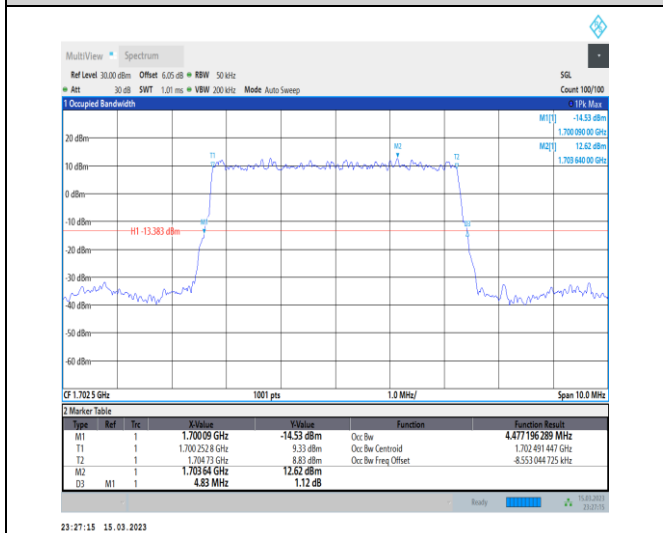 MultiView Spectrum
Ref Level 30.00 dBm Offset 6.05 dB RBW 50 kHz SGL
Att 30 dB SWT 1.01 ms VBW 200 kHz Mode Auto Sweep Count 100/100
1 Occupied Bandwidth 1Pk Max
M1[1] -14.53 dBm
1.700 090 00 GHz
M2[1] 12.62 dBm
1.703 640 00 GHz
20 dBm
10 dBm
0 dBm
-10 dBm
-20 dBm
-30 dBm
-40 dBm
-50 dBm
-60 dBm
T1
M2
T2
H1 -13.383 dBm
CF 1.702 5 GHz 1001 pts 1.0 MHz/ Span 10.0 MHz
2 Marker Table
Type Ref Trc X-Value Y-Value Function Function Result
M1 1 1.700 09 GHz -14.53 dBm Occ Bw 4.477 196 289 MHz
T1 1 1.700 252 8 GHz 9.33 dBm Occ Bw Centroid 1.702 491 447 GHz
T2 1 1.704 73 GHz 8.83 dBm Occ Bw Freq Offset -8.553 044 725 kHz
M2 1 1.703 64 GHz 12.62 dBm
D3 M1 1 4.83 MHz 1.12 dB
Ready 15.03.2023
23:27:15
23:27:15 15.03.2023